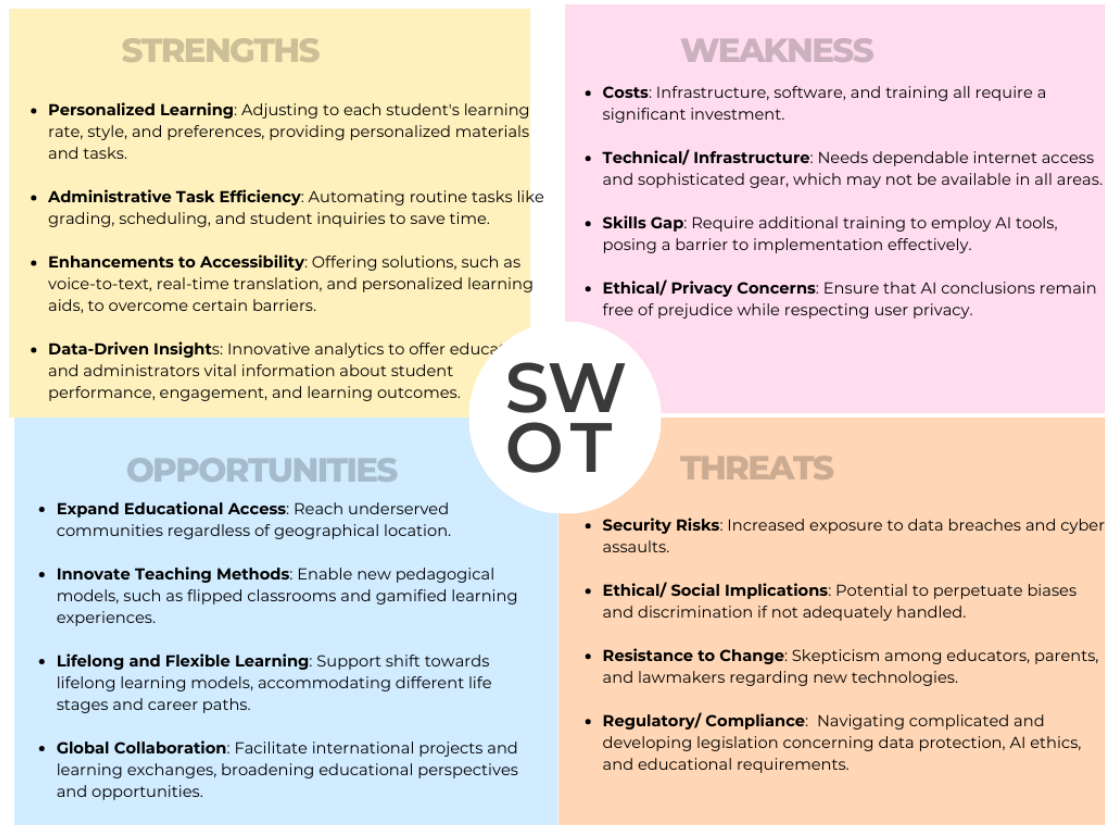 STRENGTHS
• Personalized Learning: Adjusting to each student's learning
rate, style, and preferences, providing personalized materials
and tasks.
• Administrative Task Efficiency: Automating routine tasks like
grading, scheduling, and student inquiries to save time.
• Enhancements to Accessibility: Offering solutions, such as
voice-to-text, real-time translation, and personalized learning
aids, to overcome certain barriers.
• Data-Driven Insights: Innovative analytics to offer
and administrators vital information about student
performance, engagement, and learning outcomes.
WEAKNESS
• Costs: Infrastructure, software, and training all require a
significant investment.
• Technical/ Infrastructure: Needs dependable internet access
and sophisticated gear, which may not be available in all areas.
• Skills Gap: Require additional training to employ AI tools,
posing a barrier to implementation effectively.
• Ethical/ Privacy Concerns: Ensure that AI conclusions remain
free of prejudice while respecting user privacy.
SW
OT
OPPORTUNITIES
• Expand Educational Access: Reach underserved
communities regardless of geographical location.
• Innovate Teaching Methods: Enable new pedagogical
models, such as flipped classrooms and gamified learning
experiences.
• Lifelong and Flexible Learning: Support shift towards
lifelong learning models, accommodating different life
stages and career paths.
• Global Collaboration: Facilitate international projects and
learning exchanges, broadening educational perspectives
and opportunities.
THREATS
• Security Risks: Increased exposure to data breaches and cyber
assaults.
• Ethical/ Social Implications: Potential to perpetuate biases
and discrimination if not adequately handled.
• Resistance to Change: Skepticism among educators, parents,
and lawmakers regarding new technologies.
• Regulatory/ Compliance: Navigating complicated and
developing legislation concerning data protection, AI ethics,
and educational requirements.